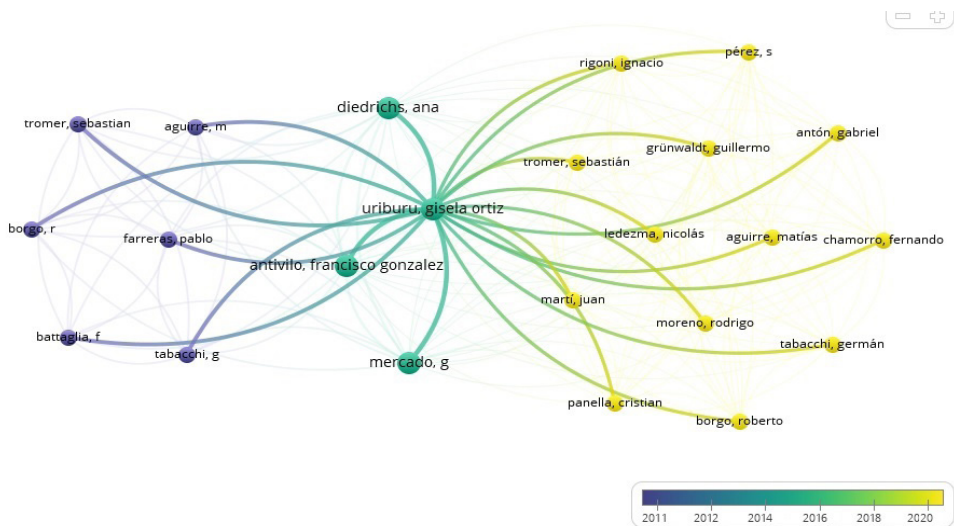 pérez, s
rigoni, ignacio
diedrichs, ana
tromer, sebastian
aguirre, m
antón, gabriel
grünwaldt, guillermo
tromer, sebastián
uriburu, gisela ortiz
borgo, r
farreras, pablo
ledezma, nicolás
aguirre, matías
chamorro, fernando
antivilo, francisco gonzalez
martí, juan
moreno, rodrigo
battaglia, f
tabacchi, g
mercado, g
tabacchi, germán
panella, cristian
borgo, roberto
2011 2012 2014 2016 2018 2020